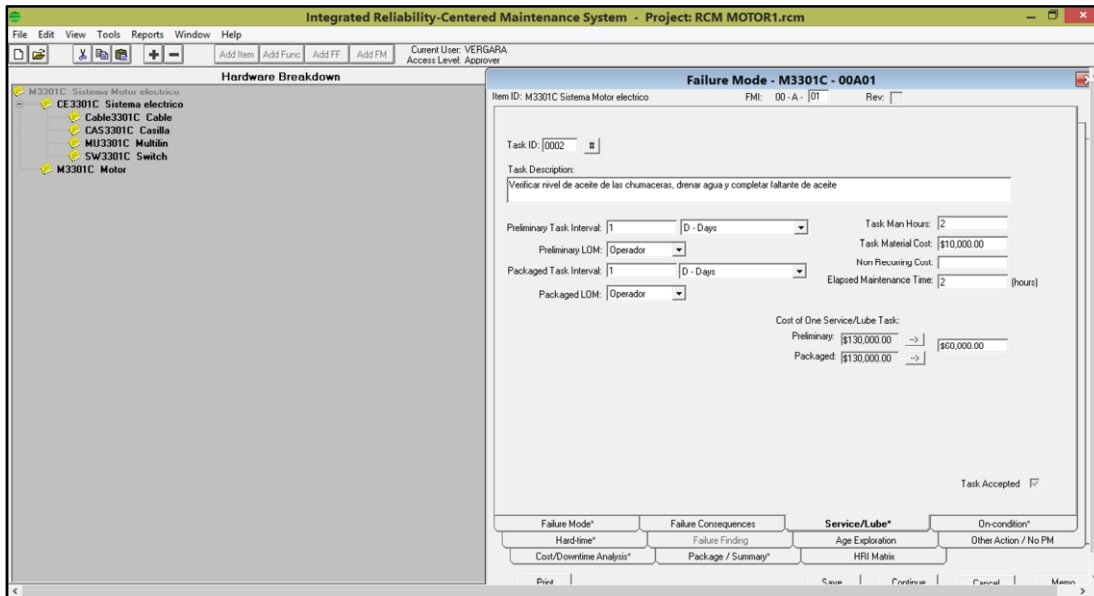 Integrated Reliability-Centered Maintenance System - Project: RCM MOTOR1.rcm
File Edit View Tools Reports Window Help
Add Item Add Func Add FF Add FM
Current User: VERGARA
Access Level: Approver
Hardware Breakdown
M3301C Sistema Motor electrico
CE3301C Sistema electrico
Cable3301C Cable
CAS3301C Casilla
MU3301C Multilin
SW3301C Switch
M3301C Motor
Failure Mode - M3301C - 00A01
Item ID: M3301C Sistema Motor electrico FMI: 00 - A - 01 Rev:
Task ID: 0002 #
Task Description:
Verificar nivel de aceite de las chumaceras, drenar agua y completar faltante de aceite
Preliminary Task Interval: 1 D - Days Task Man Hours: 2
Preliminary LOM: Operador Task Material Cost: $10,000.00
Non Recurring Cost:
Packaged Task Interval: 1 D - Days Elapsed Maintenance Time: 2 (hours)
Packaged LOM: Operador
Cost of One Service/Lube Task:
Preliminary: $130,000.00 --> $60,000.00
Packaged: $130,000.00 -->
Task Accepted
Failure Mode* Failure Consequences Service/Lube* On-condition*
Hard-time* Failure Finding Age Exploration Other Action / No PM
Cost/Downtime Analysis* Package / Summary* HRI Matrix
Print Save Continue Cancel Memo